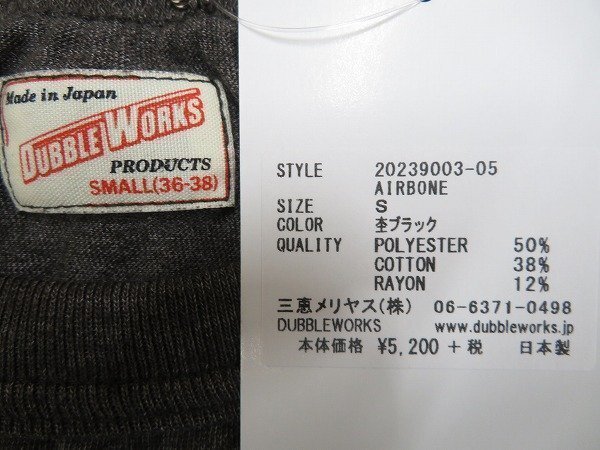 Made in Japan
DUBBLE WORKS
PRODUCTS
SMALL(36-38)
STYLE 20239003-05
AIRBONE
SIZE S
COLOR 杢ブラック
QUALITY POLYESTER 50%
COTTON 38%
RAYON 12%
三恵メリヤス(株) 06-6371-0498
DUBBLEWORKS www.dubbleworks.jp
本体価格 ¥5,200 + 税 日本製